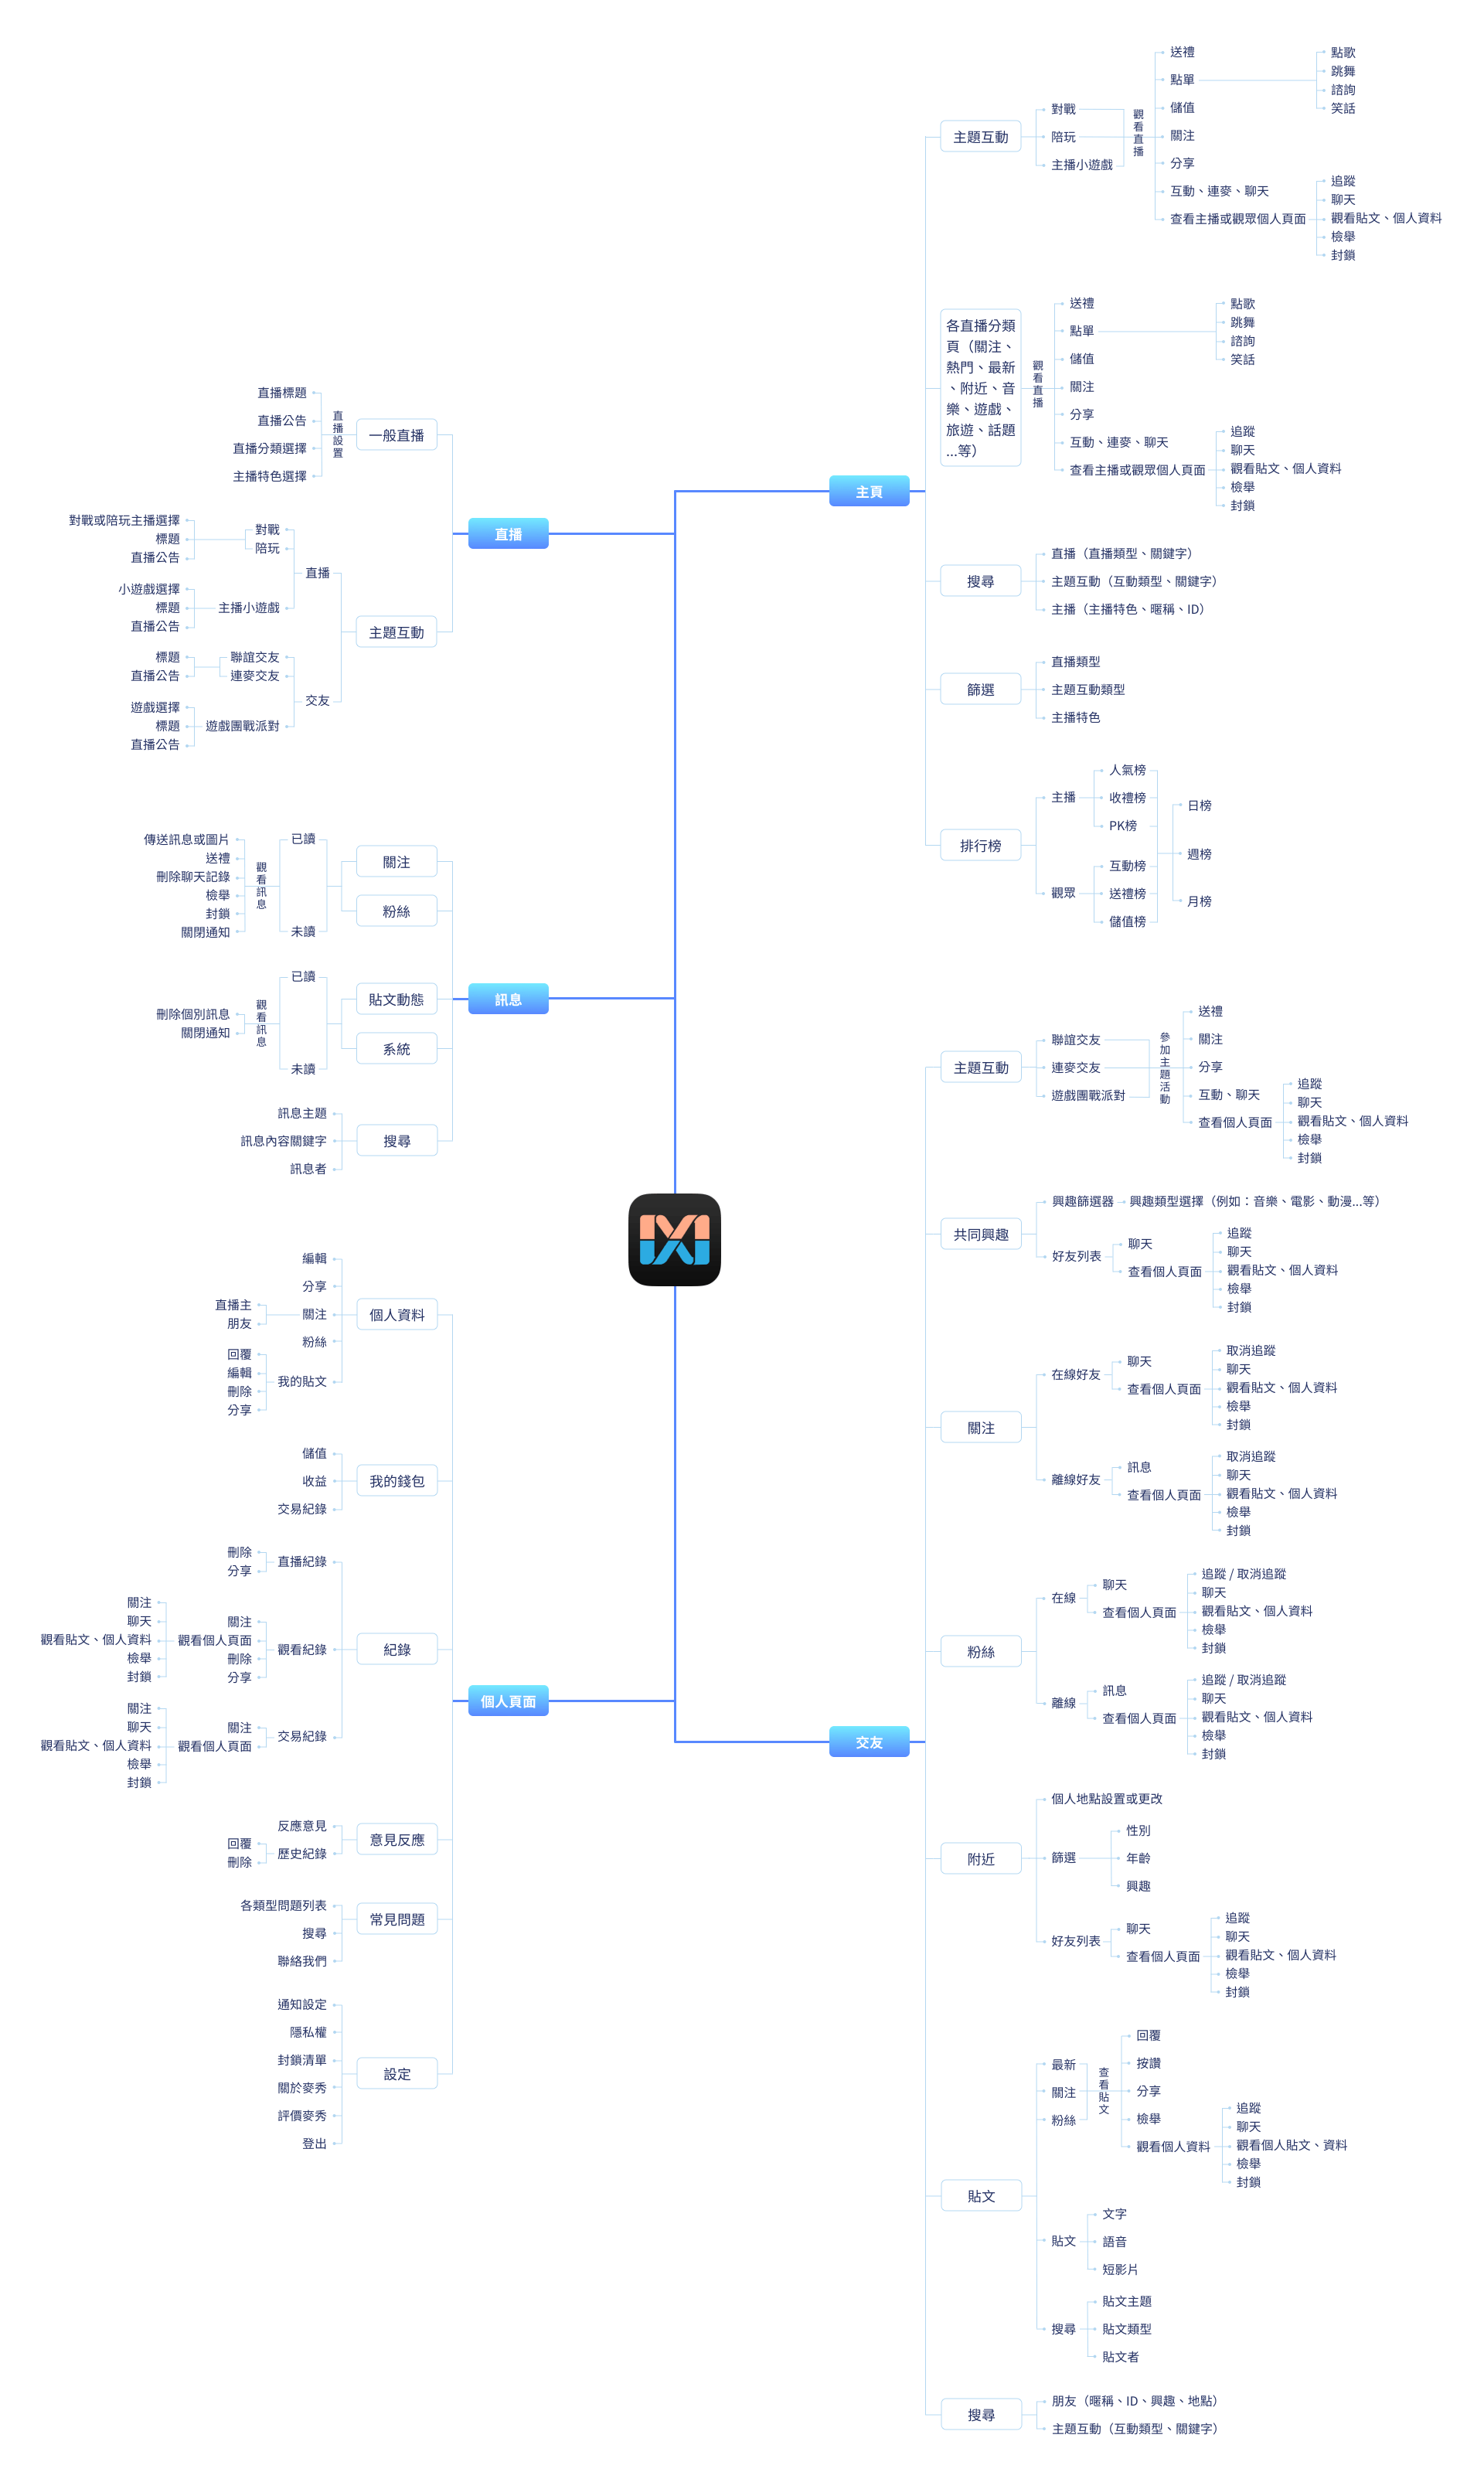 主頁
主題互動
對戰
陪玩
主播小遊戲
觀看直播
送禮
點單
點歌
跳舞
諮詢
笑話
儲值
關注
分享
互動、連麥、聊天
查看主播或觀眾個人頁面
追蹤
聊天
觀看貼文、個人資料
檢舉
封鎖
各直播分類
頁（關注、
熱門、最新
、附近、音
樂、遊戲、
旅遊、話題
...等）
觀看直播
送禮
點單
點歌
跳舞
諮詢
笑話
儲值
關注
分享
互動、連麥、聊天
查看主播或觀眾個人頁面
追蹤
聊天
觀看貼文、個人資料
檢舉
封鎖
搜尋
直播（直播類型、關鍵字）
主題互動（互動類型、關鍵字）
主播（主播特色、暱稱、ID）
篩選
直播類型
主題互動類型
主播特色
排行榜
主播
人氣榜
收禮榜
PK榜
觀眾
互動榜
送禮榜
儲值榜
日榜
週榜
月榜
直播
一般直播
直播設置
直播標題
直播公告
直播分類選擇
主播特色選擇
主題互動
直播
對戰
陪玩
對戰或陪玩主播選擇
標題
直播公告
主播小遊戲
小遊戲選擇
標題
直播公告
交友
聯誼交友
連麥交友
標題
直播公告
遊戲團戰派對
遊戲選擇
標題
直播公告
訊息
關注
粉絲
已讀
未讀
觀看訊息
傳送訊息或圖片
送禮
刪除聊天記錄
檢舉
封鎖
關閉通知
貼文動態
系統
已讀
未讀
觀看訊息
刪除個別訊息
關閉通知
搜尋
訊息主題
訊息內容關鍵字
訊息者
交友
主題互動
聯誼交友
連麥交友
遊戲團戰派對
參加主題活動
送禮
關注
分享
互動、聊天
查看個人頁面
追蹤
聊天
觀看貼文、個人資料
檢舉
封鎖
共同興趣
興趣篩選器
興趣類型選擇（例如：音樂、電影、動漫...等）
好友列表
聊天
查看個人頁面
追蹤
聊天
觀看貼文、個人資料
檢舉
封鎖
關注
在線好友
聊天
查看個人頁面
取消追蹤
聊天
觀看貼文、個人資料
檢舉
封鎖
離線好友
訊息
查看個人頁面
取消追蹤
聊天
觀看貼文、個人資料
檢舉
封鎖
粉絲
在線
聊天
查看個人頁面
追蹤 / 取消追蹤
聊天
觀看貼文、個人資料
檢舉
封鎖
離線
訊息
查看個人頁面
追蹤 / 取消追蹤
聊天
觀看貼文、個人資料
檢舉
封鎖
附近
個人地點設置或更改
篩選
性別
年齡
興趣
好友列表
聊天
查看個人頁面
追蹤
聊天
觀看貼文、個人資料
檢舉
封鎖
貼文
最新
關注
粉絲
查看貼文
回覆
按讚
分享
檢舉
觀看個人資料
追蹤
聊天
觀看個人貼文、資料
檢舉
封鎖
貼文
文字
語音
短影片
搜尋
貼文主題
貼文類型
貼文者
搜尋
朋友（暱稱、ID、興趣、地點）
主題互動（互動類型、關鍵字）
個人頁面
個人資料
編輯
分享
關注
直播主
朋友
粉絲
我的貼文
回覆
編輯
刪除
分享
我的錢包
儲值
收益
交易紀錄
紀錄
直播紀錄
刪除
分享
觀看紀錄
關注
觀看個人頁面
刪除
分享
關注
聊天
觀看貼文、個人資料
檢舉
封鎖
交易紀錄
關注
觀看個人頁面
關注
聊天
觀看貼文、個人資料
檢舉
封鎖
意見反應
反應意見
歷史紀錄
回覆
刪除
常見問題
各類型問題列表
搜尋
聯絡我們
設定
通知設定
隱私權
封鎖清單
關於麥秀
評價麥秀
登出